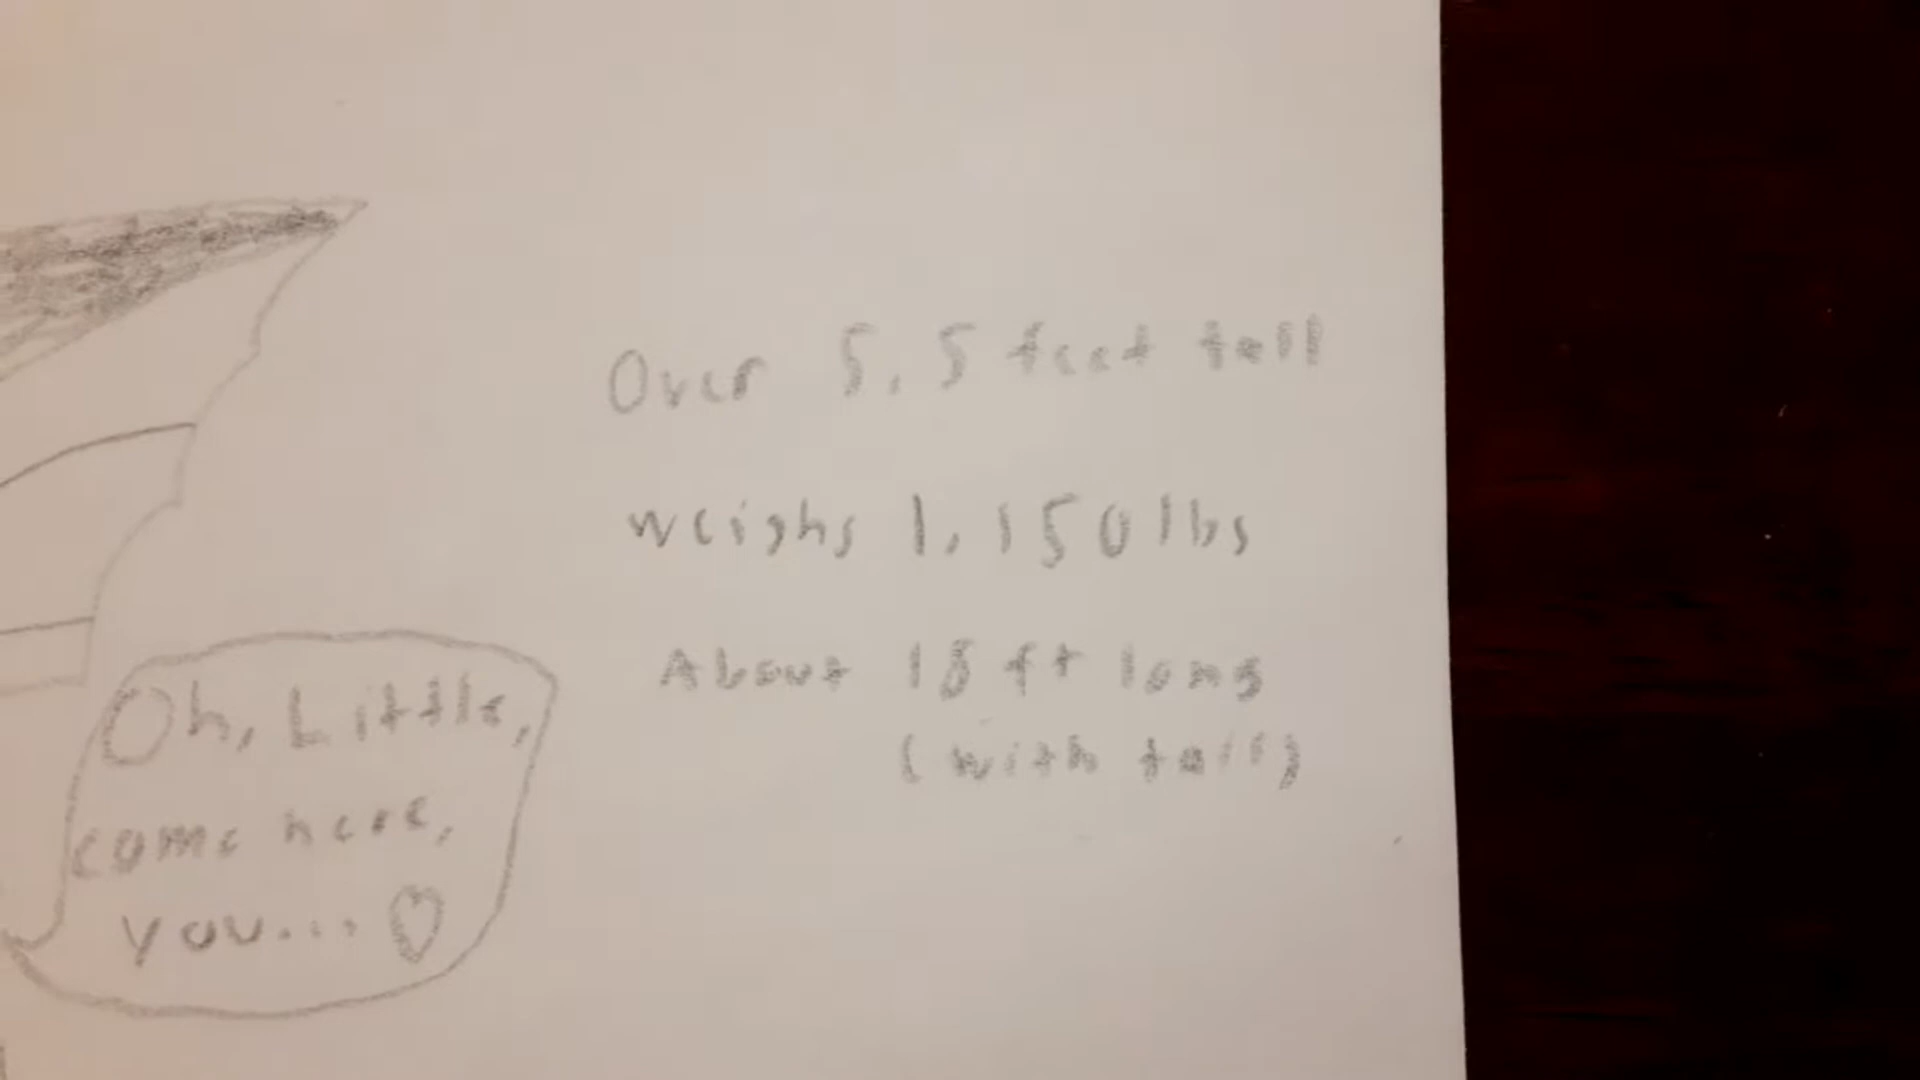 Over 5.5 feet tall
weighs 1,150 lbs
About 18 ft long
(with tail)
Oh, Little,
come here,
you...♡